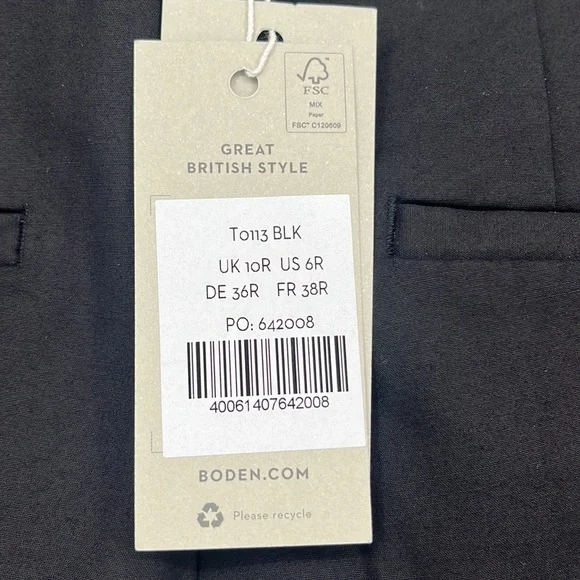 FSC
MIX
Paper
FSC™ C120609
GREAT
BRITISH STYLE
T0113 BLK
UK 10R US 6R
DE 36R FR 38R
PO: 642008
40061407642008
BODEN.COM
Please recycle